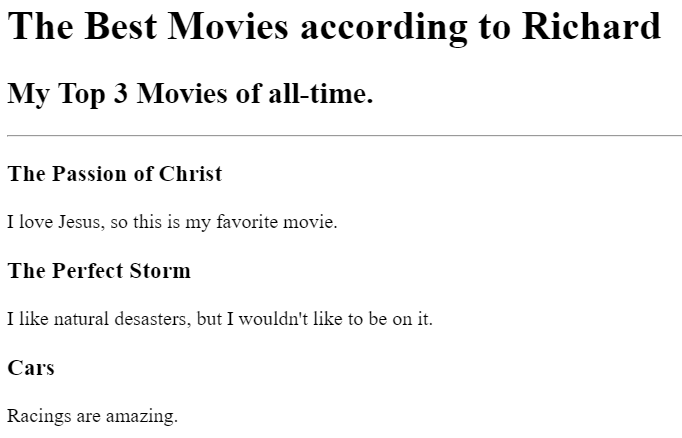 The Best Movies according to Richard
My Top 3 Movies of all-time.
The Passion of Christ
I love Jesus, so this is my favorite movie.
The Perfect Storm
I like natural desasters, but I wouldn't like to be on it.
Cars
Racings are amazing.